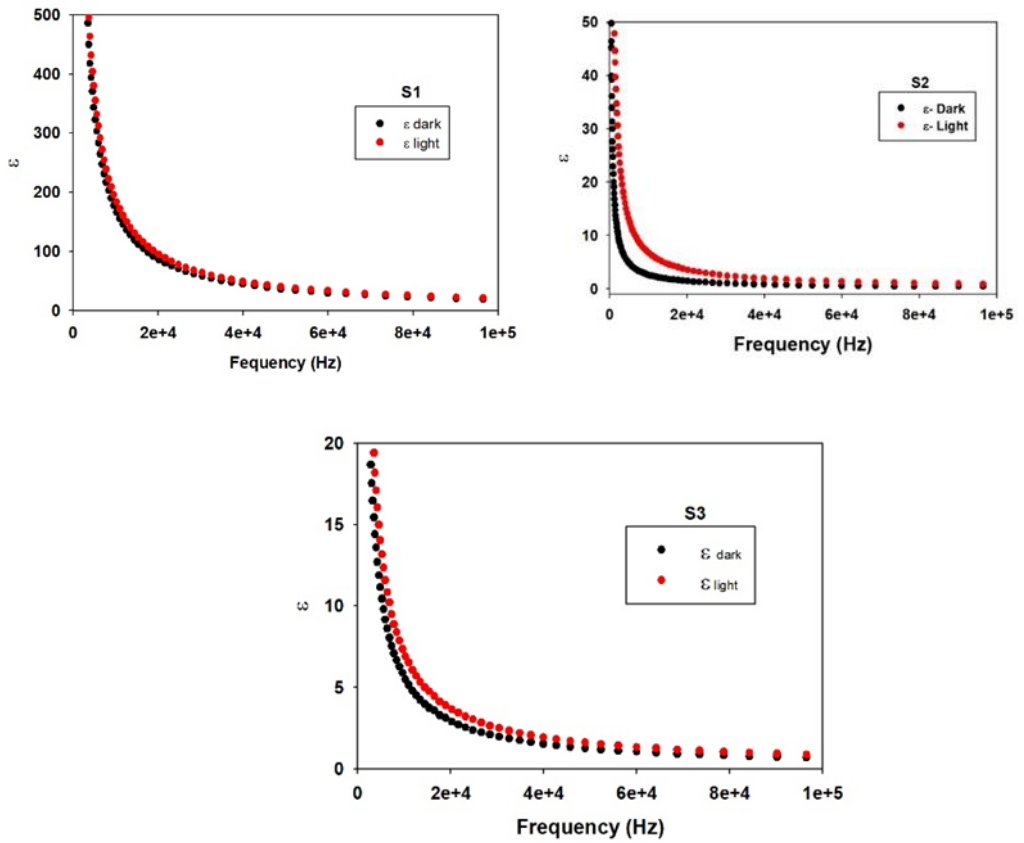 500
400
300
200
100
0
ε
S1
ε dark
ε light
0
2e+4
4e+4
6e+4
8e+4
1e+5
Fequency (Hz)
50
40
30
20
10
0
ε
S2
ε- Dark
ε- Light
0
2e+4
4e+4
6e+4
8e+4
1e+5
Frequency (Hz)
20
15
10
5
0
ε
S3
ε dark
ε light
0
2e+4
4e+4
6e+4
8e+4
1e+5
Frequency (Hz)